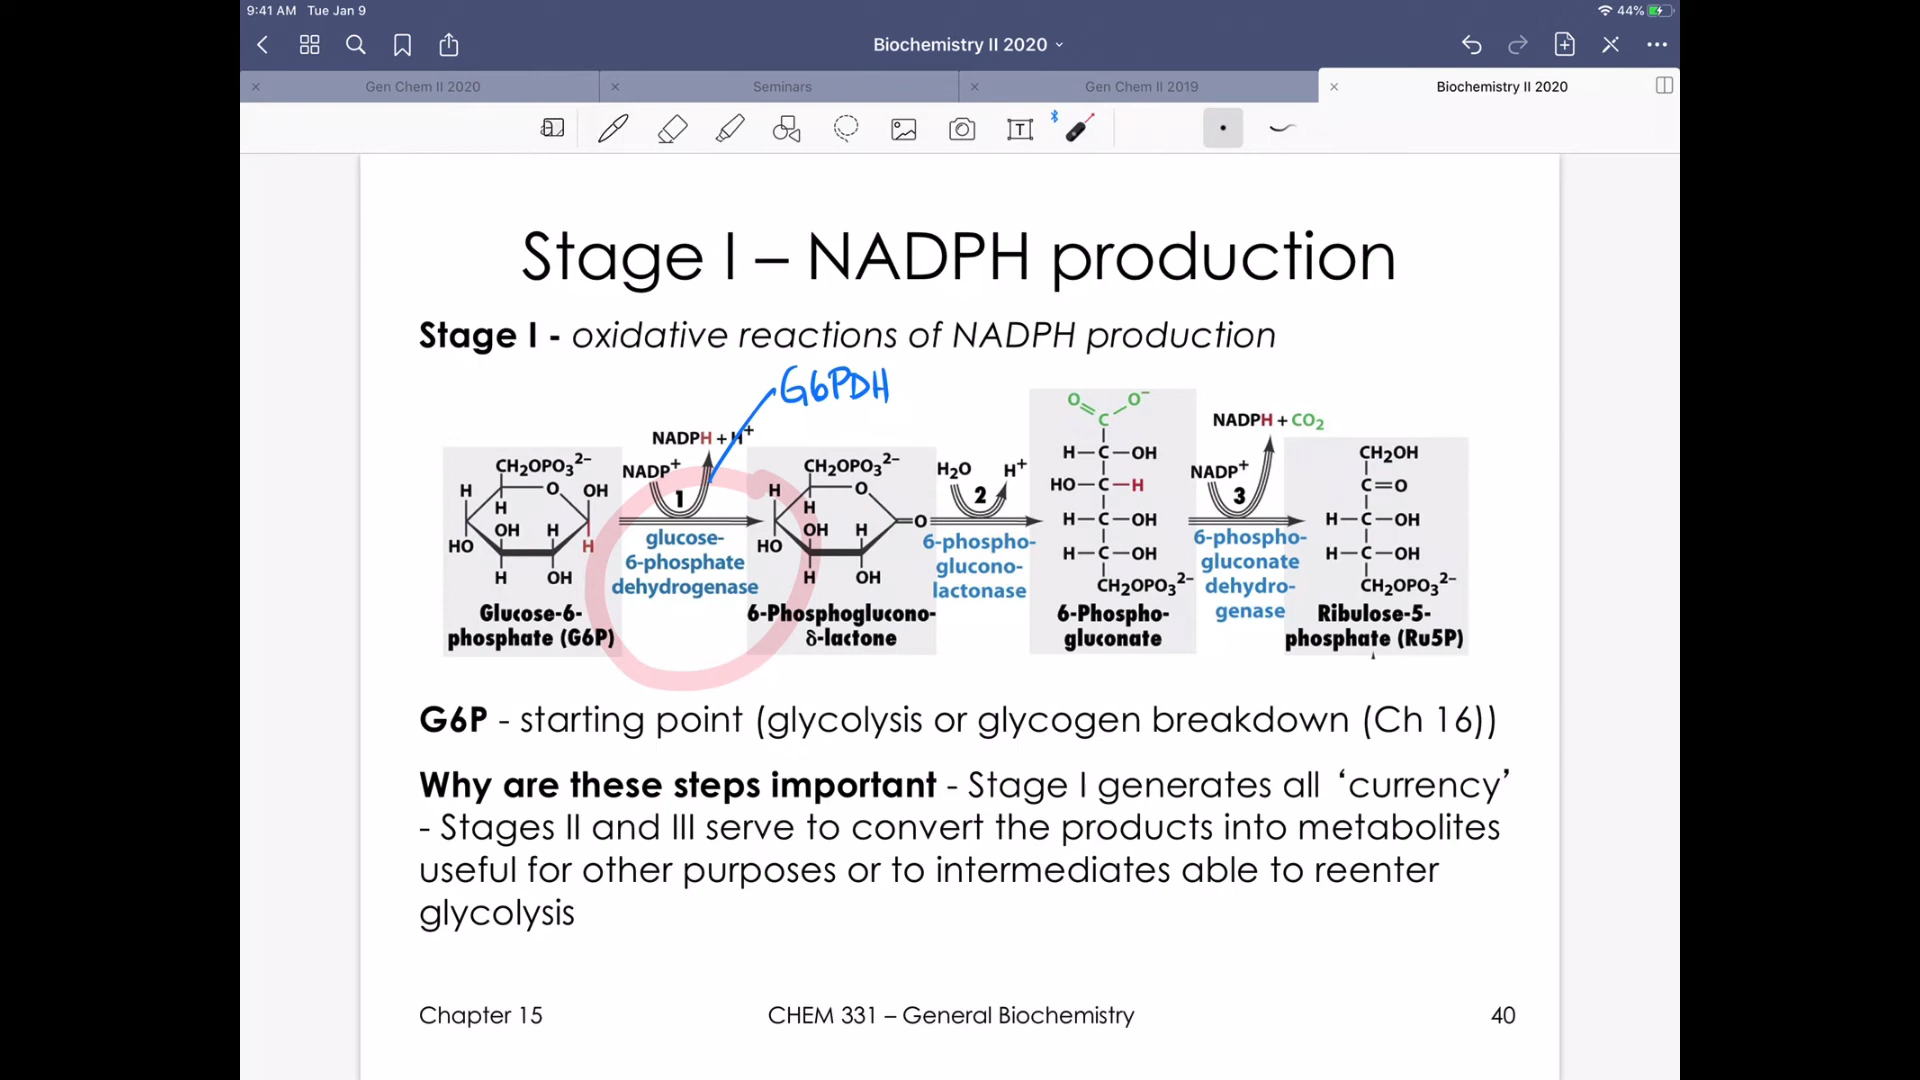 9:41 AM Tue Jan 9
44%
Biochemistry II 2020
Gen Chem II 2020
Seminars
Gen Chem II 2019
Biochemistry II 2020
T
Stage I – NADPH production
Stage I - oxidative reactions of NADPH production
G6PDH
NADPH + H⁺
NADP⁺
1
glucose-
6-phosphate
dehydrogenase
CH₂OPO₃²⁻
H
O
OH
H
OH
H
HO
H
H
OH
Glucose-6-
phosphate (G6P)
CH₂OPO₃²⁻
H
O
H
OH
H
O
HO
H
OH
6-Phosphoglucono-
δ-lactone
H₂O
H⁺
2
6-phospho-
glucono-
lactonase
O
O⁻
C
H–C–OH
HO–C–H
H–C–OH
H–C–OH
CH₂OPO₃²⁻
6-Phospho-
gluconate
NADPH + CO₂
NADP⁺
3
6-phospho-
gluconate
dehydro-
genase
CH₂OH
C=O
H–C–OH
H–C–OH
CH₂OPO₃²⁻
Ribulose-5-
phosphate (Ru5P)
G6P - starting point (glycolysis or glycogen breakdown (Ch 16))
Why are these steps important - Stage I generates all ‘currency’
- Stages II and III serve to convert the products into metabolites
useful for other purposes or to intermediates able to reenter
glycolysis
Chapter 15
CHEM 331 – General Biochemistry
40